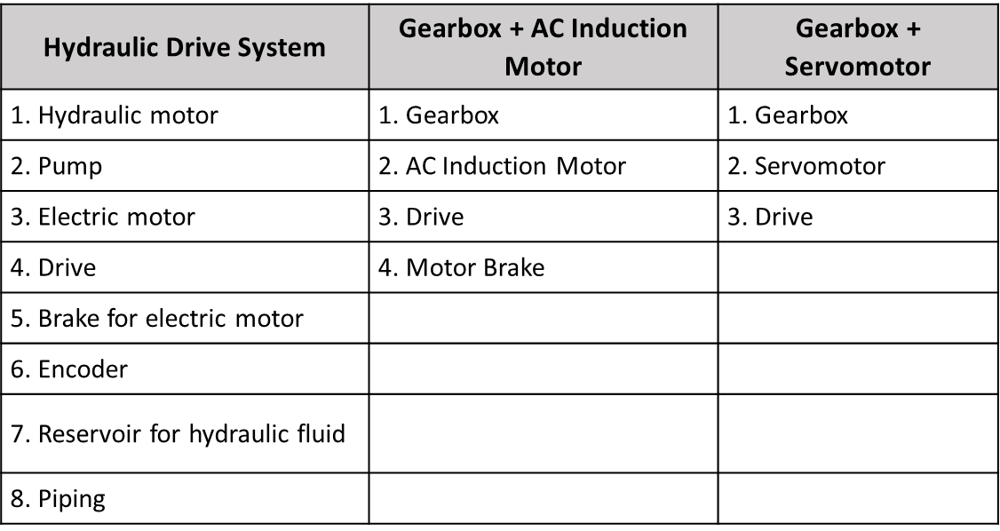 Hydraulic Drive System
Gearbox + AC Induction
Motor
Gearbox +
Servomotor
1. Hydraulic motor
1. Gearbox
1. Gearbox
2. Pump
2. AC Induction Motor
2. Servomotor
3. Electric motor
3. Drive
3. Drive
4. Drive
4. Motor Brake
5. Brake for electric motor
6. Encoder
7. Reservoir for hydraulic fluid
8. Piping